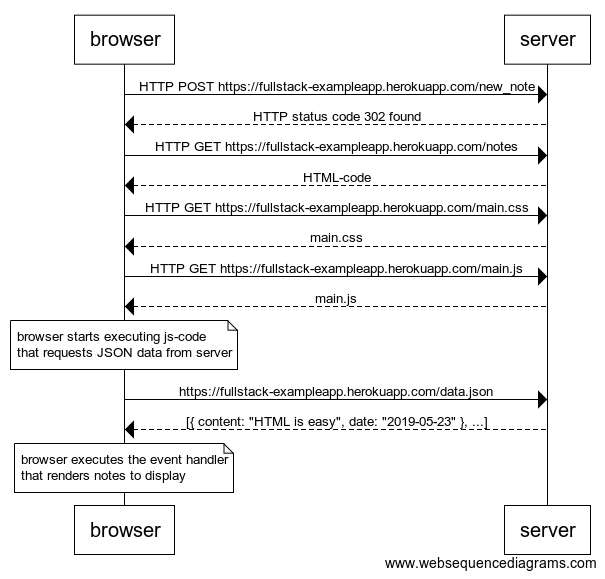 browser
server
HTTP POST https://fullstack-exampleapp.herokuapp.com/new_note
HTTP status code 302 found
HTTP GET https://fullstack-exampleapp.herokuapp.com/notes
HTML-code
HTTP GET https://fullstack-exampleapp.herokuapp.com/main.css
main.css
HTTP GET https://fullstack-exampleapp.herokuapp.com/main.js
main.js
browser starts executing js-code
that requests JSON data from server
https://fullstack-exampleapp.herokuapp.com/data.json
[{ content: "HTML is easy", date: "2019-05-23" }, ...]
browser executes the event handler
that renders notes to display
browser
server
www.websequencediagrams.com